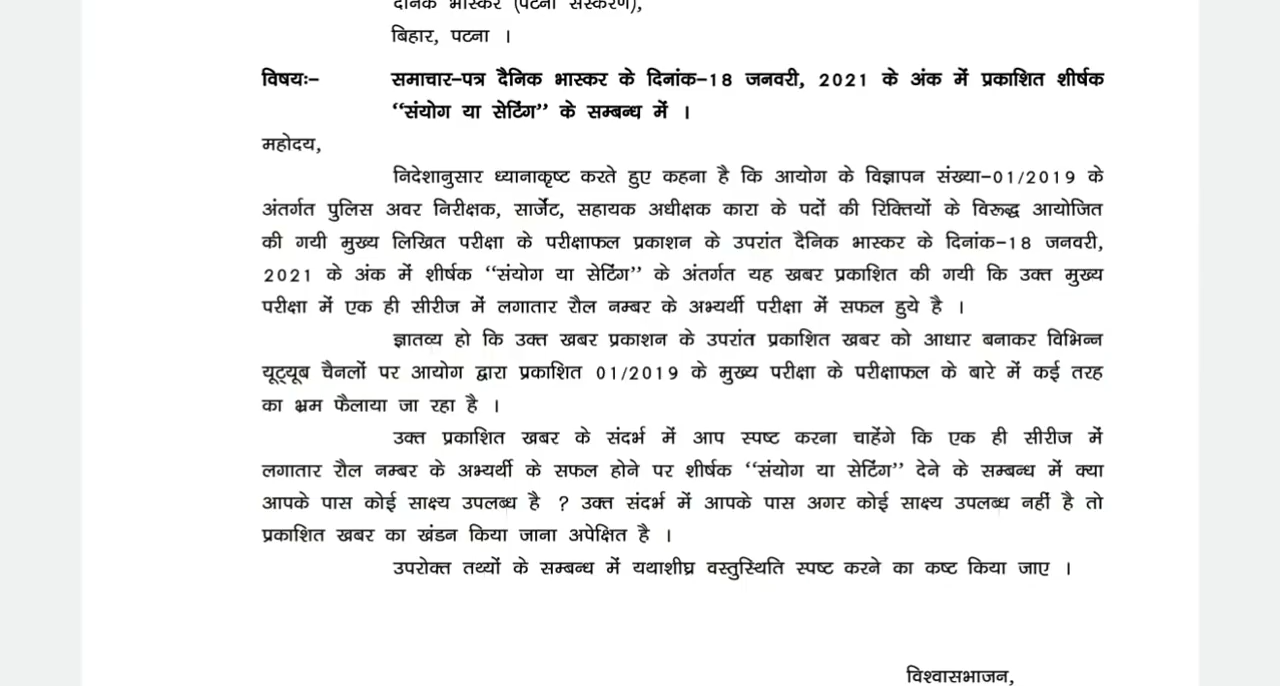 दैनिक भास्कर (पटना संस्करण),
बिहार, पटना ।
विषयः- समाचार-पत्र दैनिक भास्कर के दिनांक-18 जनवरी, 2021 के अंक में प्रकाशित शीर्षक
“संयोग या सेटिंग” के सम्बन्ध में ।
महोदय,
निदेशानुसार ध्यानाकृष्ट करते हुए कहना है कि आयोग के विज्ञापन संख्या-01/2019 के
अंतर्गत पुलिस अवर निरीक्षक, सार्जेंट, सहायक अधीक्षक कारा के पदों की रिक्तियों के विरूद्ध आयोजित
की गयी मुख्य लिखित परीक्षा के परीक्षाफल प्रकाशन के उपरांत दैनिक भास्कर के दिनांक-18 जनवरी,
2021 के अंक में शीर्षक “संयोग या सेटिंग” के अंतर्गत यह खबर प्रकाशित की गयी कि उक्त मुख्य
परीक्षा में एक ही सीरीज में लगातार रौल नम्बर के अभ्यर्थी परीक्षा में सफल हुये है ।
ज्ञातव्य हो कि उक्त खबर प्रकाशन के उपरांत प्रकाशित खबर को आधार बनाकर विभिन्न
यूट्यूब चैनलों पर आयोग द्वारा प्रकाशित 01/2019 के मुख्य परीक्षा के परीक्षाफल के बारे में कई तरह
का भ्रम फैलाया जा रहा है ।
उक्त प्रकाशित खबर के संदर्भ में आप स्पष्ट करना चाहेंगे कि एक ही सीरीज में
लगातार रौल नम्बर के अभ्यर्थी के सफल होने पर शीर्षक “संयोग या सेटिंग” देने के सम्बन्ध में क्या
आपके पास कोई साक्ष्य उपलब्ध है ? उक्त संदर्भ में आपके पास अगर कोई साक्ष्य उपलब्ध नहीं है तो
प्रकाशित खबर का खंडन किया जाना अपेक्षित है ।
उपरोक्त तथ्यों के सम्बन्ध में यथाशीघ्र वस्तुस्थिति स्पष्ट करने का कष्ट किया जाए ।
विश्वासभाजन,